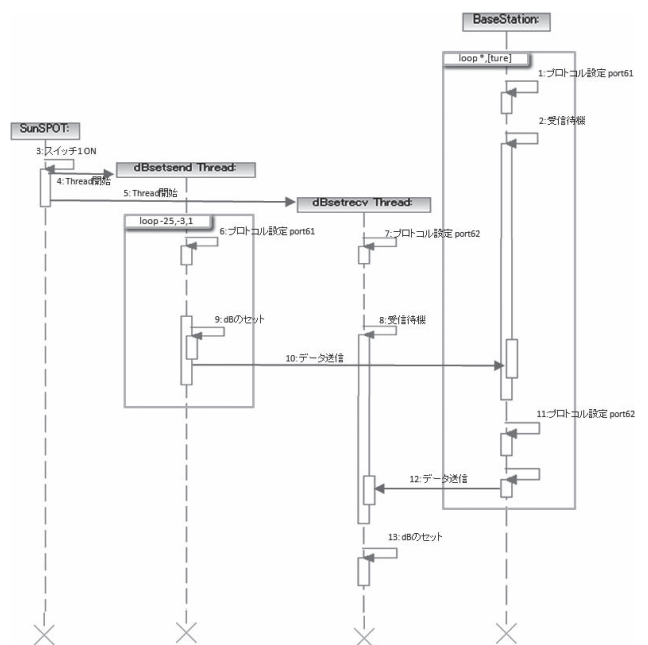 BaseStation:
loop *,[ture]
1:プロトコル設定 port61
2:受信待機
SunSPOT:
3:スイッチ1 ON
4:Thread開始
dBsetsend Thread:
5:Thread開始
dBsetrecv Thread:
loop -25,-3,1
6:プロトコル設定 port61
7:プロトコル設定 port62
8:受信待機
9:dBのセット
10:データ送信
11:プロトコル設定 port62
12:データ送信
13:dBのセット